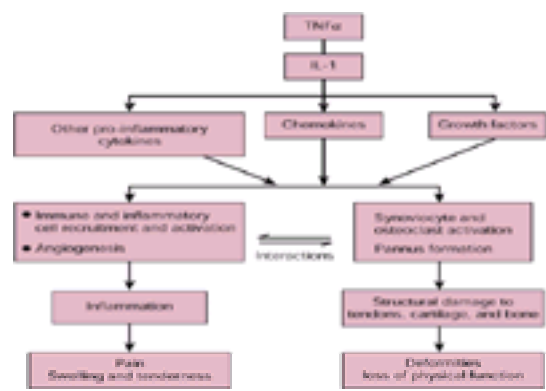 TNFα
IL-1
Other pro-inflammatory
cytokines
Chemokines
Growth factors
● Immune and inflammatory
cell recruitment and activation
● Angiogenesis
Interactions
Synoviocyte and
osteoclast activation
Pannus formation
Inflammation
Structural damage to
tendons, cartilage, and bone
Pain
Swelling and tenderness
Deformities
loss of physical function